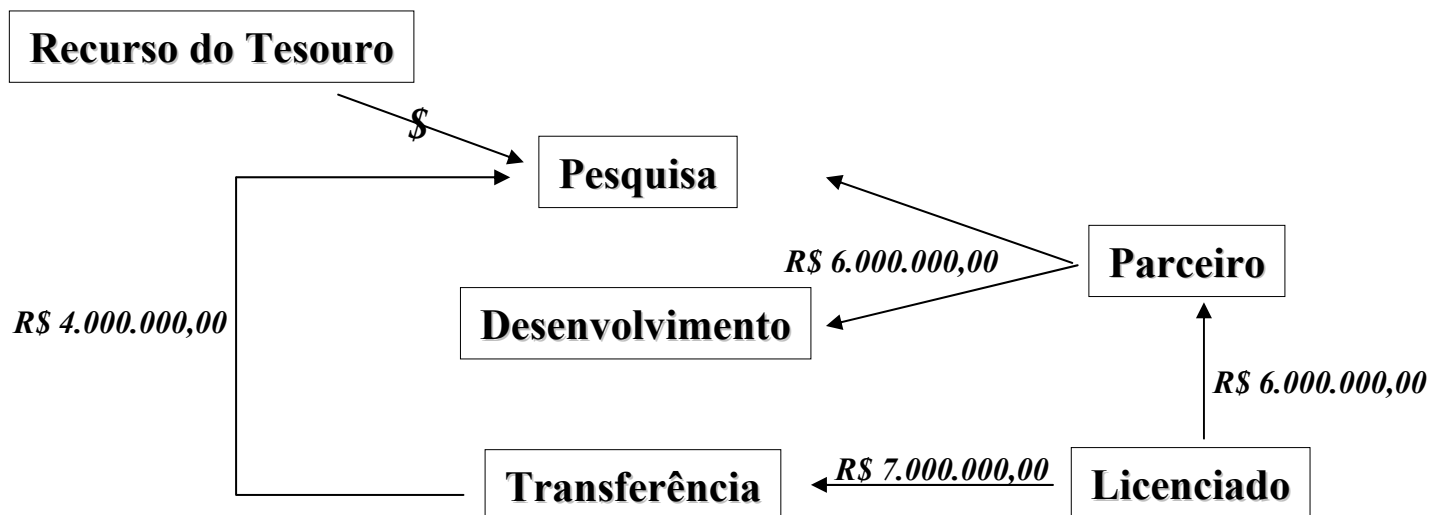 Recurso do Tesouro
$
Pesquisa
R$ 6.000.000,00
Parceiro
R$ 4.000.000,00
Desenvolvimento
R$ 6.000.000,00
Transferência
R$ 7.000.000,00
Licenciado